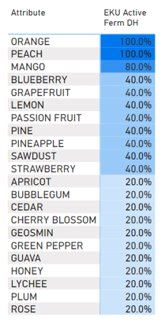 Attribute EKU Active
Ferm DH
ORANGE 100.0%
PEACH 100.0%
MANGO 80.0%
BLUEBERRY 40.0%
GRAPEFRUIT 40.0%
LEMON 40.0%
PASSION FRUIT 40.0%
PINE 40.0%
PINEAPPLE 40.0%
SAWDUST 40.0%
STRAWBERRY 40.0%
APRICOT 20.0%
BUBBLEGUM 20.0%
CEDAR 20.0%
CHERRY BLOSSOM 20.0%
GEOSMIN 20.0%
GREEN PEPPER 20.0%
GUAVA 20.0%
HONEY 20.0%
LYCHEE 20.0%
PLUM 20.0%
ROSE 20.0%